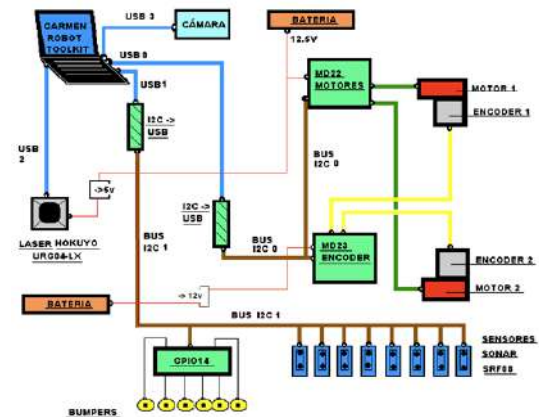 CARMEN
ROBOT
TOOLKIT
USB 3
CÁMARA
BATERIA
12.5V
USB 0
USB1
MD22
MOTORES
MOTOR 1
ENCODER 1
I2C ->
USB
USB
2
BUS
I2C 0
->5v
I2C ->
USB
LASER HOKUYO
URG04-LX
BUS
I2C 1
BUS
I2C 0
MD23
ENCODER
ENCODER 2
MOTOR 2
BATERIA
-> 12v
BUS I2C 1
SENSORES
SONAR
SRF08
GPIO14
BUMPERS